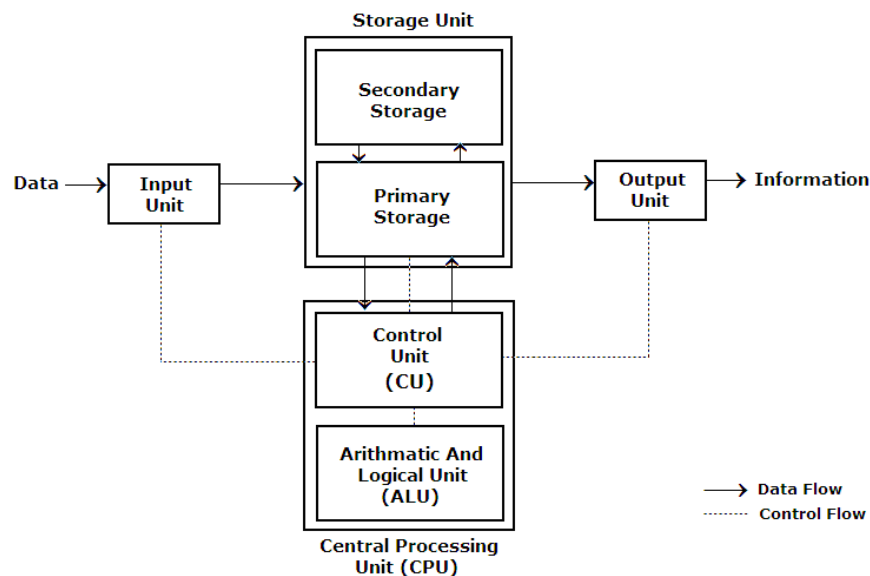 Storage Unit
Secondary
Storage
Data
Input
Unit
Primary
Storage
Output
Unit
Information
Control
Unit
(CU)
Arithmatic And
Logical Unit
(ALU)
Central Processing
Unit (CPU)
Data Flow
Control Flow